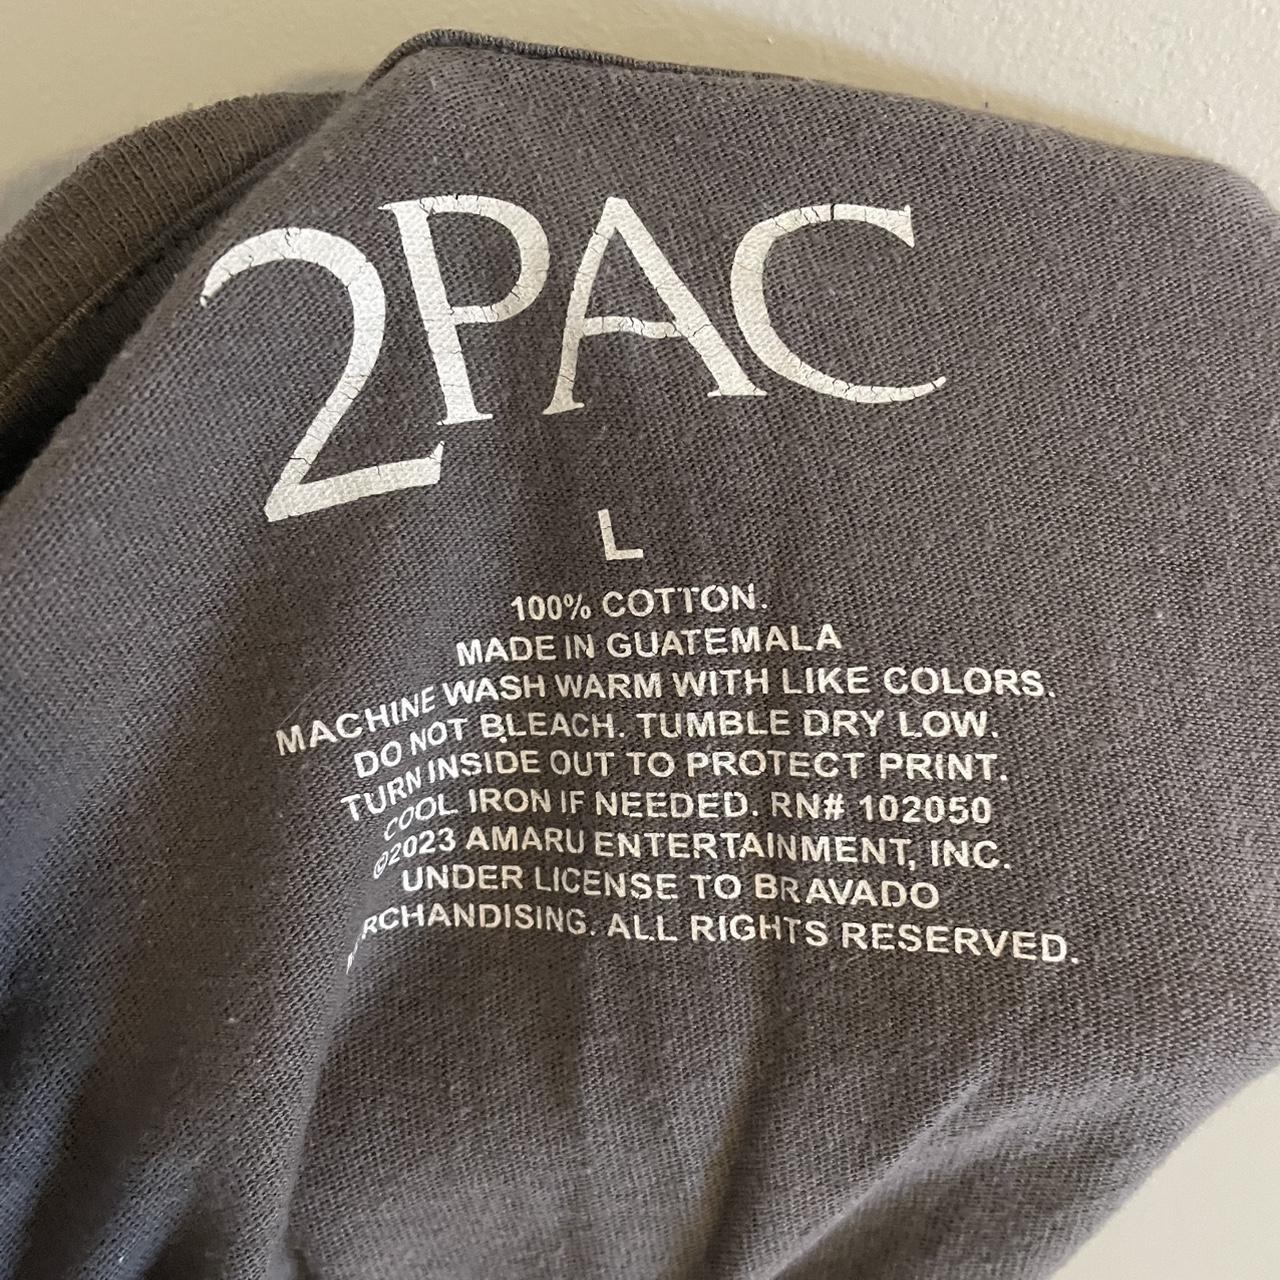 2PAC
L
100% COTTON.
MADE IN GUATEMALA
MACHINE WASH WARM WITH LIKE COLORS.
DO NOT BLEACH. TUMBLE DRY LOW.
TURN INSIDE OUT TO PROTECT PRINT.
COOL IRON IF NEEDED. RN# 102050
©2023 AMARU ENTERTAINMENT, INC.
UNDER LICENSE TO BRAVADO
MERCHANDISING. ALL RIGHTS RESERVED.